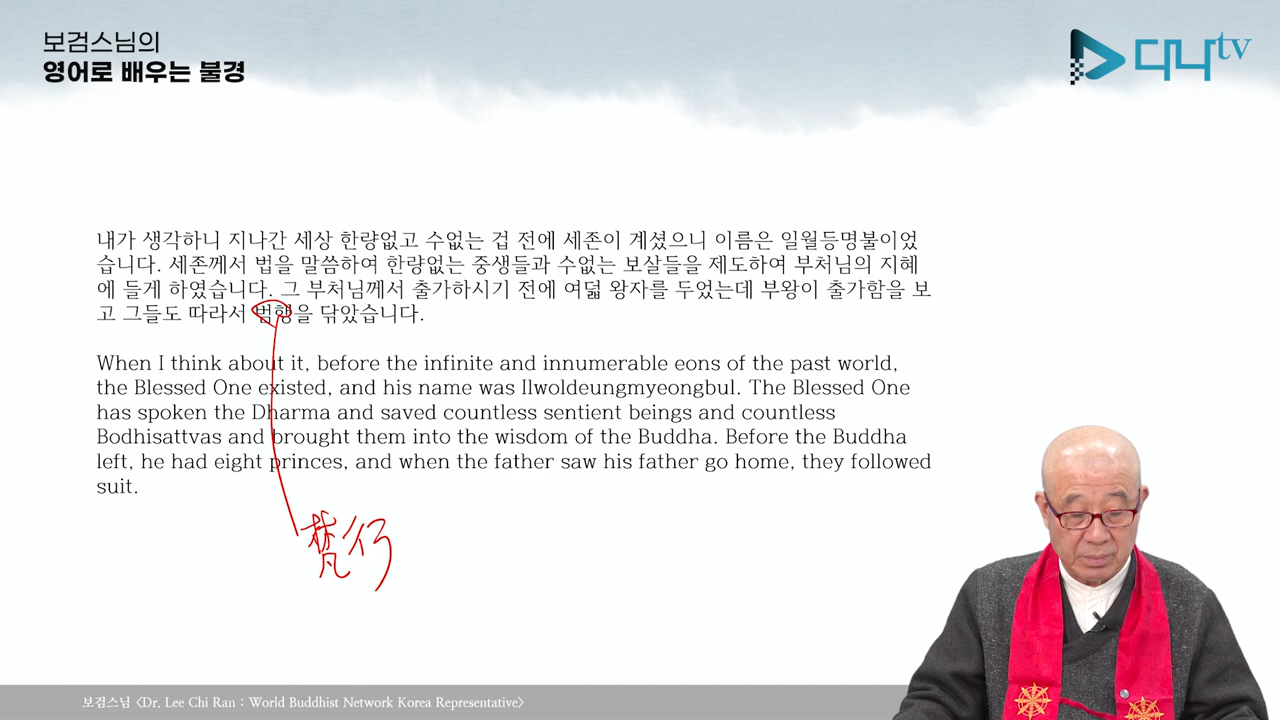 보검스님의
영어로 배우는 불경
디나tv
내가 생각하니 지나간 세상 한량없고 수없는 겁 전에 세존이 계셨으니 이름은 일월등명불이었
습니다. 세존께서 법을 말씀하여 한량없는 중생들과 수없는 보살들을 제도하여 부처님의 지혜
에 들게 하였습니다. 그 부처님께서 출가하시기 전에 여덟 왕자를 두었는데 부왕이 출가함을 보
고 그들도 따라서 범행을 닦았습니다.
When I think about it, before the infinite and innumerable eons of the past world,
the Blessed One existed, and his name was Ilwoldeungmyeongbul. The Blessed One
has spoken the Dharma and saved countless sentient beings and countless
Bodhisattvas and brought them into the wisdom of the Buddha. Before the Buddha
left, he had eight princes, and when the father saw his father go home, they followed
suit.
梵行
보검스님 <Dr. Lee Chi Ran : World Buddhist Network Korea Representative>